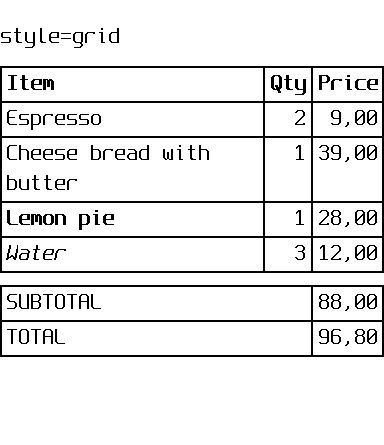 style=grid
Item Qty Price
Espresso 2 9,00
Cheese bread with 1 39,00
butter
Lemon pie 1 28,00
Water 3 12,00
SUBTOTAL 88,00
TOTAL 96,80